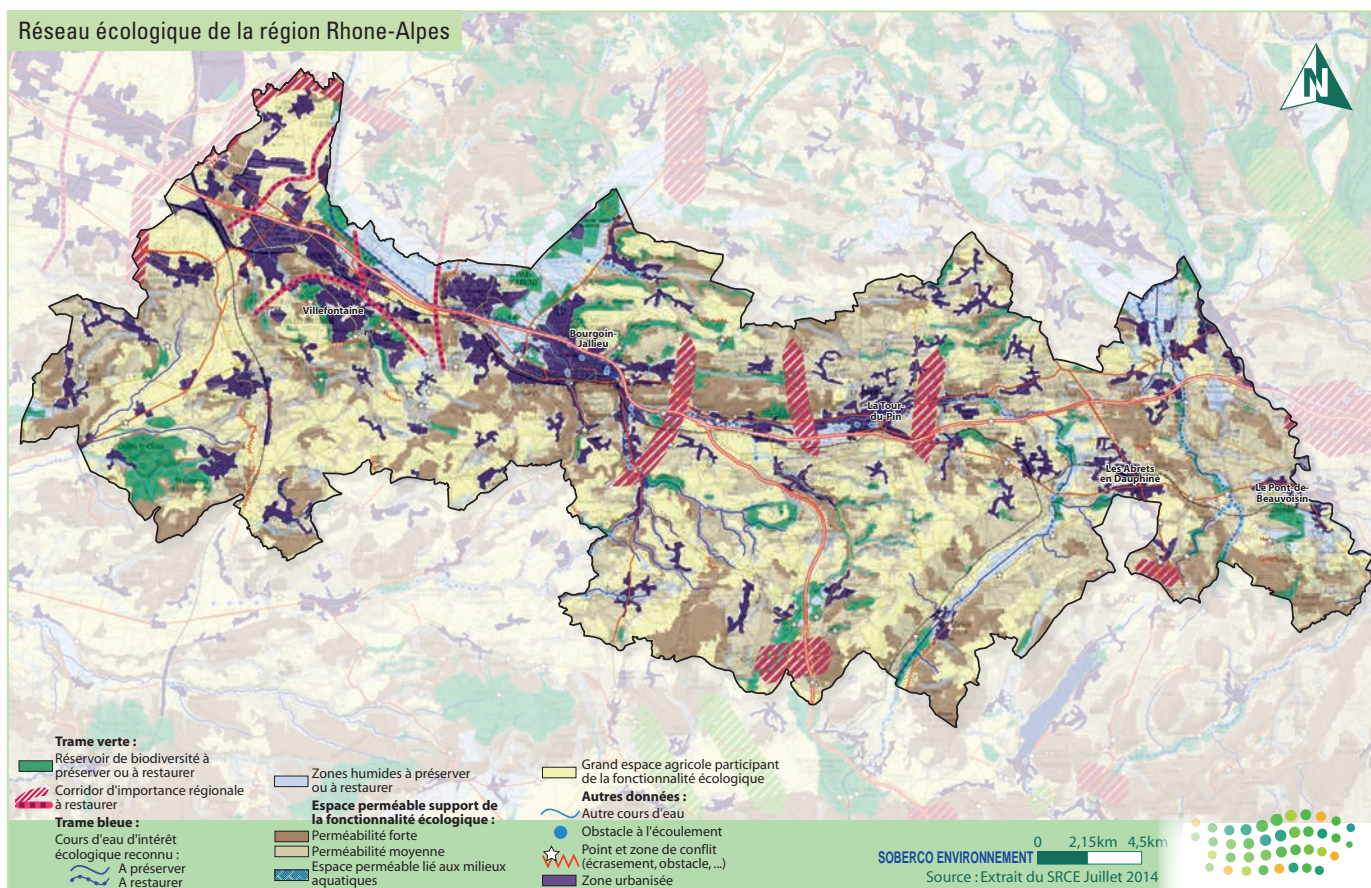 Réseau écologique de la région Rhone-Alpes
N
Villefontaine
Bourgoin-
Jallieu
La Tour-
du-Pin
Les Abrets
en Dauphiné
Le Pont-de-
Beauvoisin
Trame verte :
Réservoir de biodiversité à
préserver ou à restaurer
Corridor d'importance régionale
à restaurer
Trame bleue :
Cours d'eau d'intérêt
écologique reconnu :
A préserver
A restaurer
Zones humides à préserver
ou à restaurer
Espace perméable support de
la fonctionnalité écologique :
Perméabilité forte
Perméabilité moyenne
Espace perméable lié aux milieux
aquatiques
Grand espace agricole participant
de la fonctionnalité écologique
Autres données :
Autre cours d'eau
Obstacle à l'écoulement
Point et zone de conflit
(écrasement, obstacle, ...)
Zone urbanisée
SOBERCO ENVIRONNEMENT
0 2,15km 4,5km
Source : Extrait du SRCE Juillet 2014